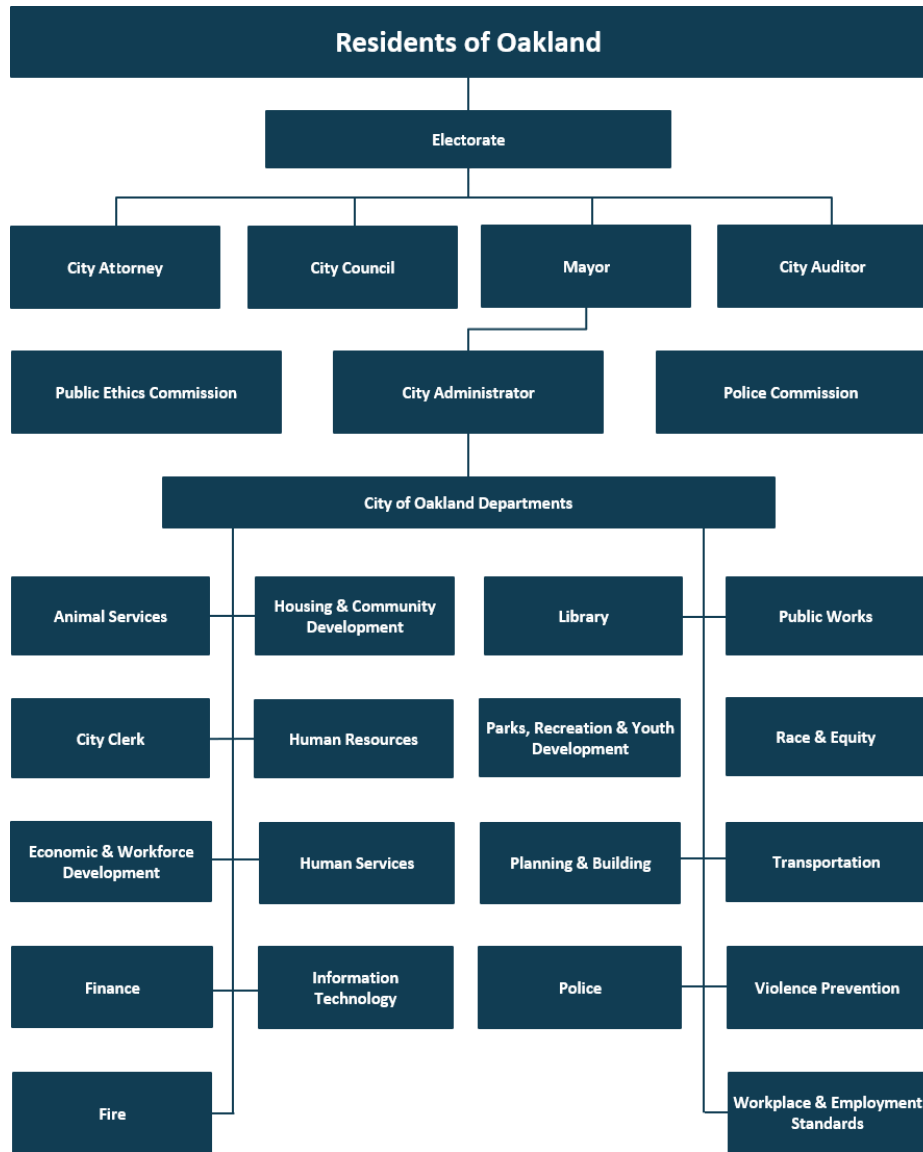 Residents of Oakland
Electorate
City Attorney
City Council
Mayor
City Auditor
Public Ethics Commission
City Administrator
Police Commission
City of Oakland Departments
Animal Services
Housing & Community
Development
Library
Public Works
City Clerk
Human Resources
Parks, Recreation & Youth
Development
Race & Equity
Economic & Workforce
Development
Human Services
Planning & Building
Transportation
Finance
Information
Technology
Police
Violence Prevention
Fire
Workplace & Employment
Standards